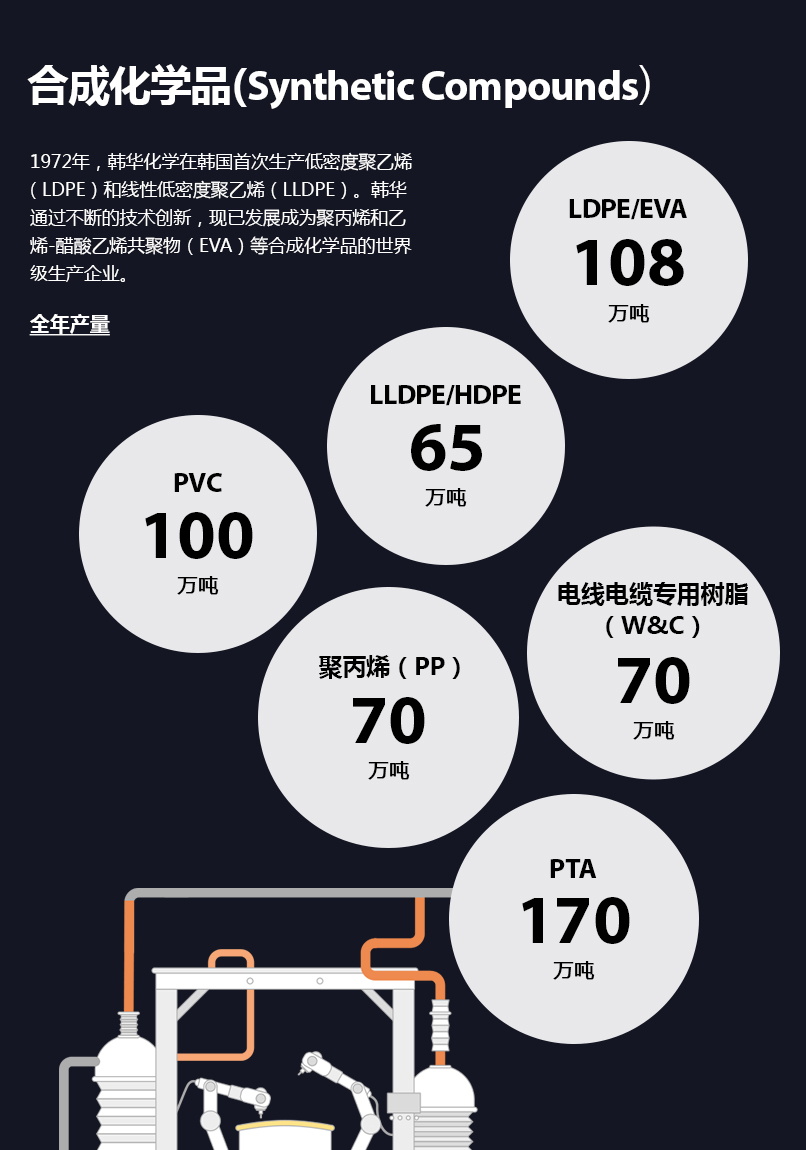 合成化学品(Synthetic Compounds)
1972年，韩华化学在韩国首次生产低密度聚乙烯
( LDPE ) 和线性低密度聚乙烯（LLDPE）。韩华
通过不断的技术创新，现已发展成为聚丙烯和乙
烯-醋酸乙烯共聚物（EVA）等合成化学品的世界
级生产企业。
全年产量
LDPE/EVA
108
万吨
LLDPE/HDPE
65
万吨
PVC
100
万吨
电线电缆专用树脂
（W&C）
70
万吨
聚丙烯（PP）
70
万吨
PTA
170
万吨